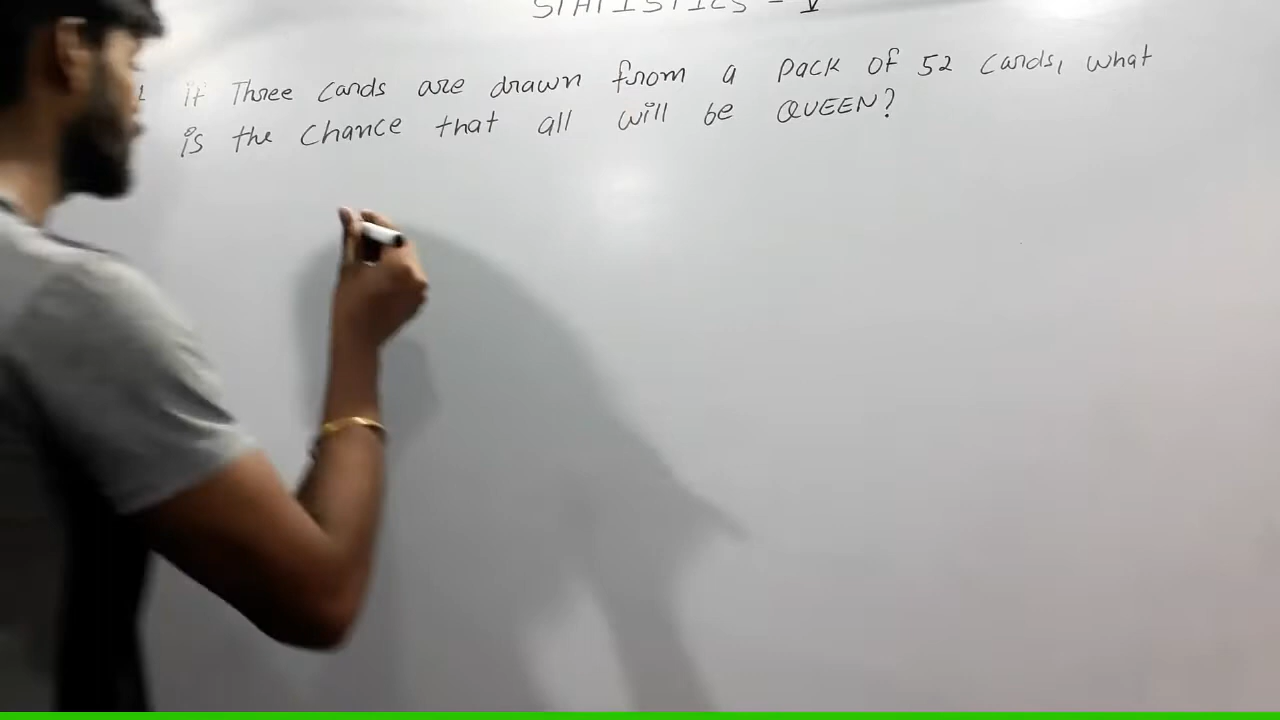 STATISTICS - V
if Three cards are drawn from a pack of 52 cards, what
is the chance that all will be QUEEN?